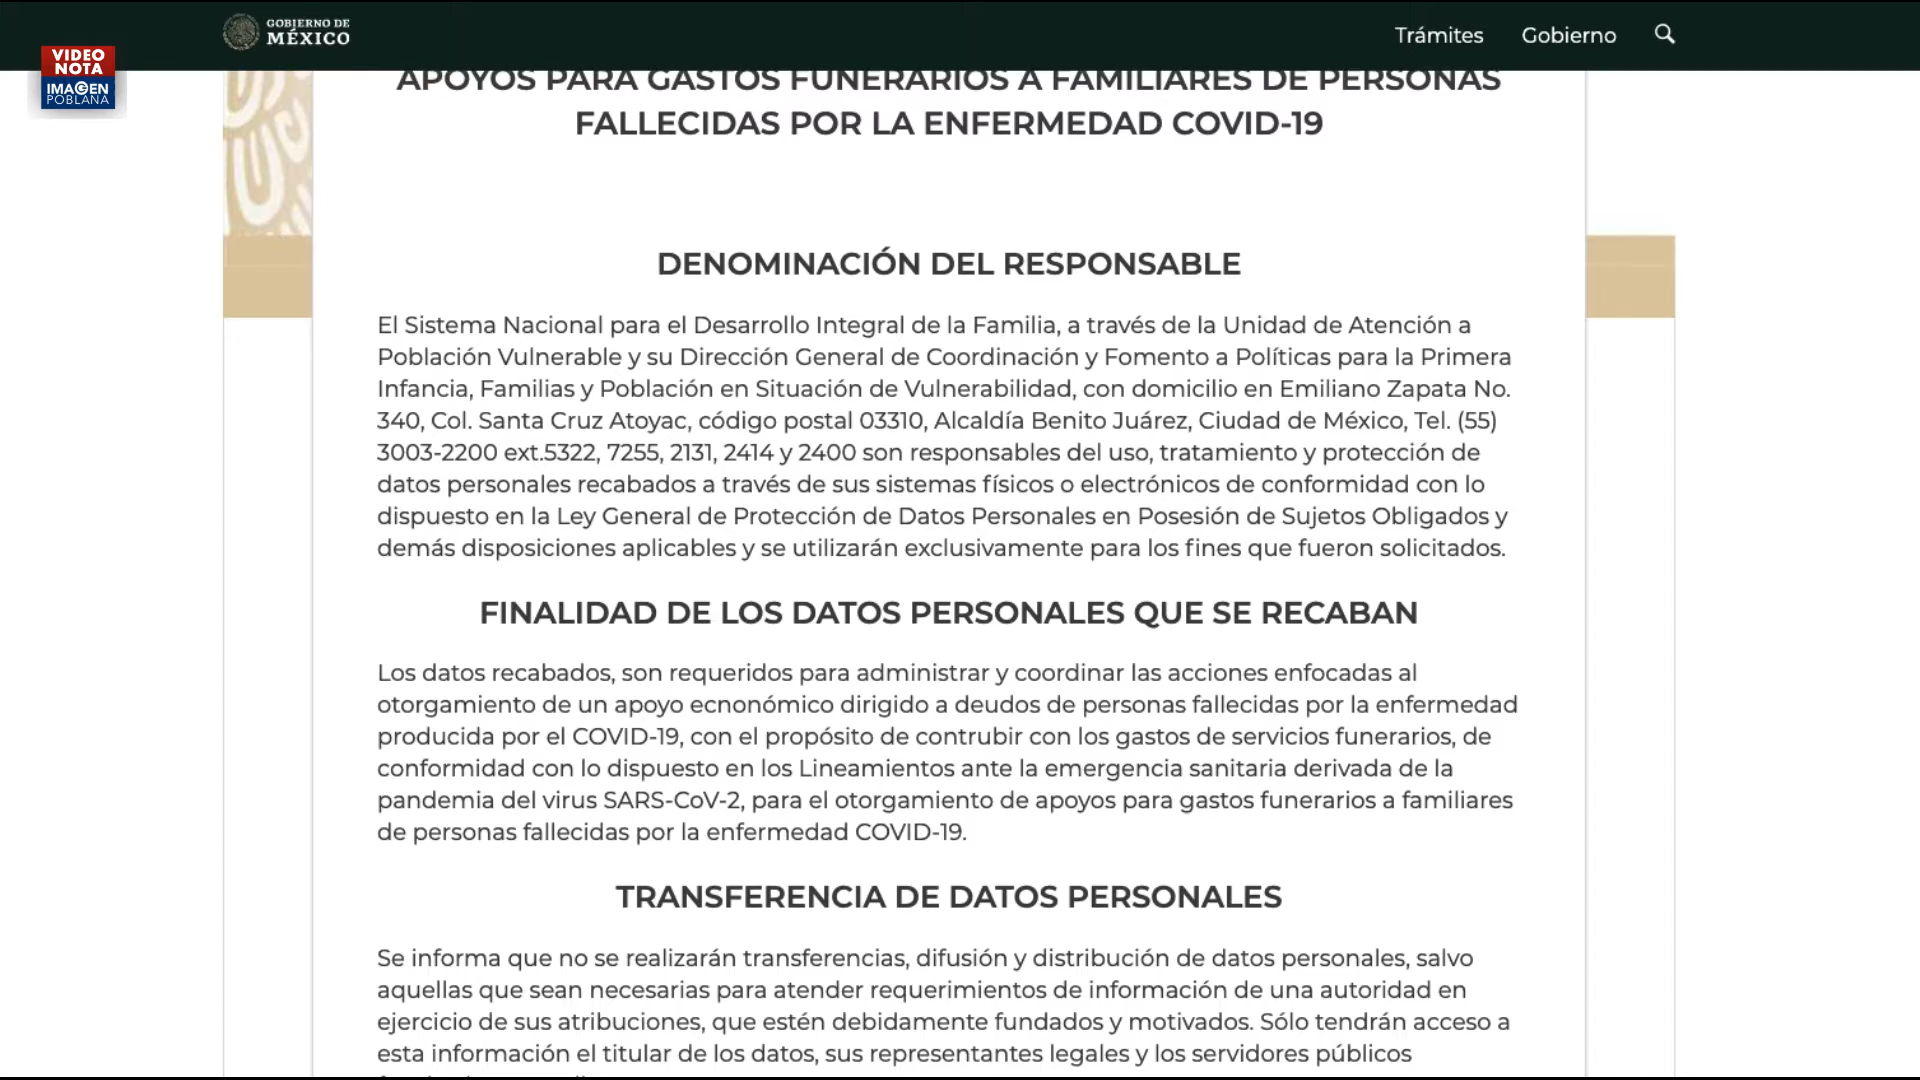 GOBIERNO DE
MÉXICO
Trámites
Gobierno
VIDEO
NOTA
IMAGEN
POBLANA
APOYOS PARA GASTOS FUNERARIOS A FAMILIARES DE PERSONAS
FALLECIDAS POR LA ENFERMEDAD COVID-19
DENOMINACIÓN DEL RESPONSABLE
El Sistema Nacional para el Desarrollo Integral de la Familia, a través de la Unidad de Atención a
Población Vulnerable y su Dirección General de Coordinación y Fomento a Políticas para la Primera
Infancia, Familias y Población en Situación de Vulnerabilidad, con domicilio en Emiliano Zapata No.
340, Col. Santa Cruz Atoyac, código postal 03310, Alcaldía Benito Juárez, Ciudad de México, Tel. (55)
3003-2200 ext.5322, 7255, 2131, 2414 y 2400 son responsables del uso, tratamiento y protección de
datos personales recabados a través de sus sistemas físicos o electrónicos de conformidad con lo
dispuesto en la Ley General de Protección de Datos Personales en Posesión de Sujetos Obligados y
demás disposiciones aplicables y se utilizarán exclusivamente para los fines que fueron solicitados.
FINALIDAD DE LOS DATOS PERSONALES QUE SE RECABAN
Los datos recabados, son requeridos para administrar y coordinar las acciones enfocadas al
otorgamiento de un apoyo ecnonómico dirigido a deudos de personas fallecidas por la enfermedad
producida por el COVID-19, con el propósito de contrubir con los gastos de servicios funerarios, de
conformidad con lo dispuesto en los Lineamientos ante la emergencia sanitaria derivada de la
pandemia del virus SARS-CoV-2, para el otorgamiento de apoyos para gastos funerarios a familiares
de personas fallecidas por la enfermedad COVID-19.
TRANSFERENCIA DE DATOS PERSONALES
Se informa que no se realizarán transferencias, difusión y distribución de datos personales, salvo
aquellas que sean necesarias para atender requerimientos de información de una autoridad en
ejercicio de sus atribuciones, que estén debidamente fundados y motivados. Sólo tendrán acceso a
esta información el titular de los datos, sus representantes legales y los servidores públicos